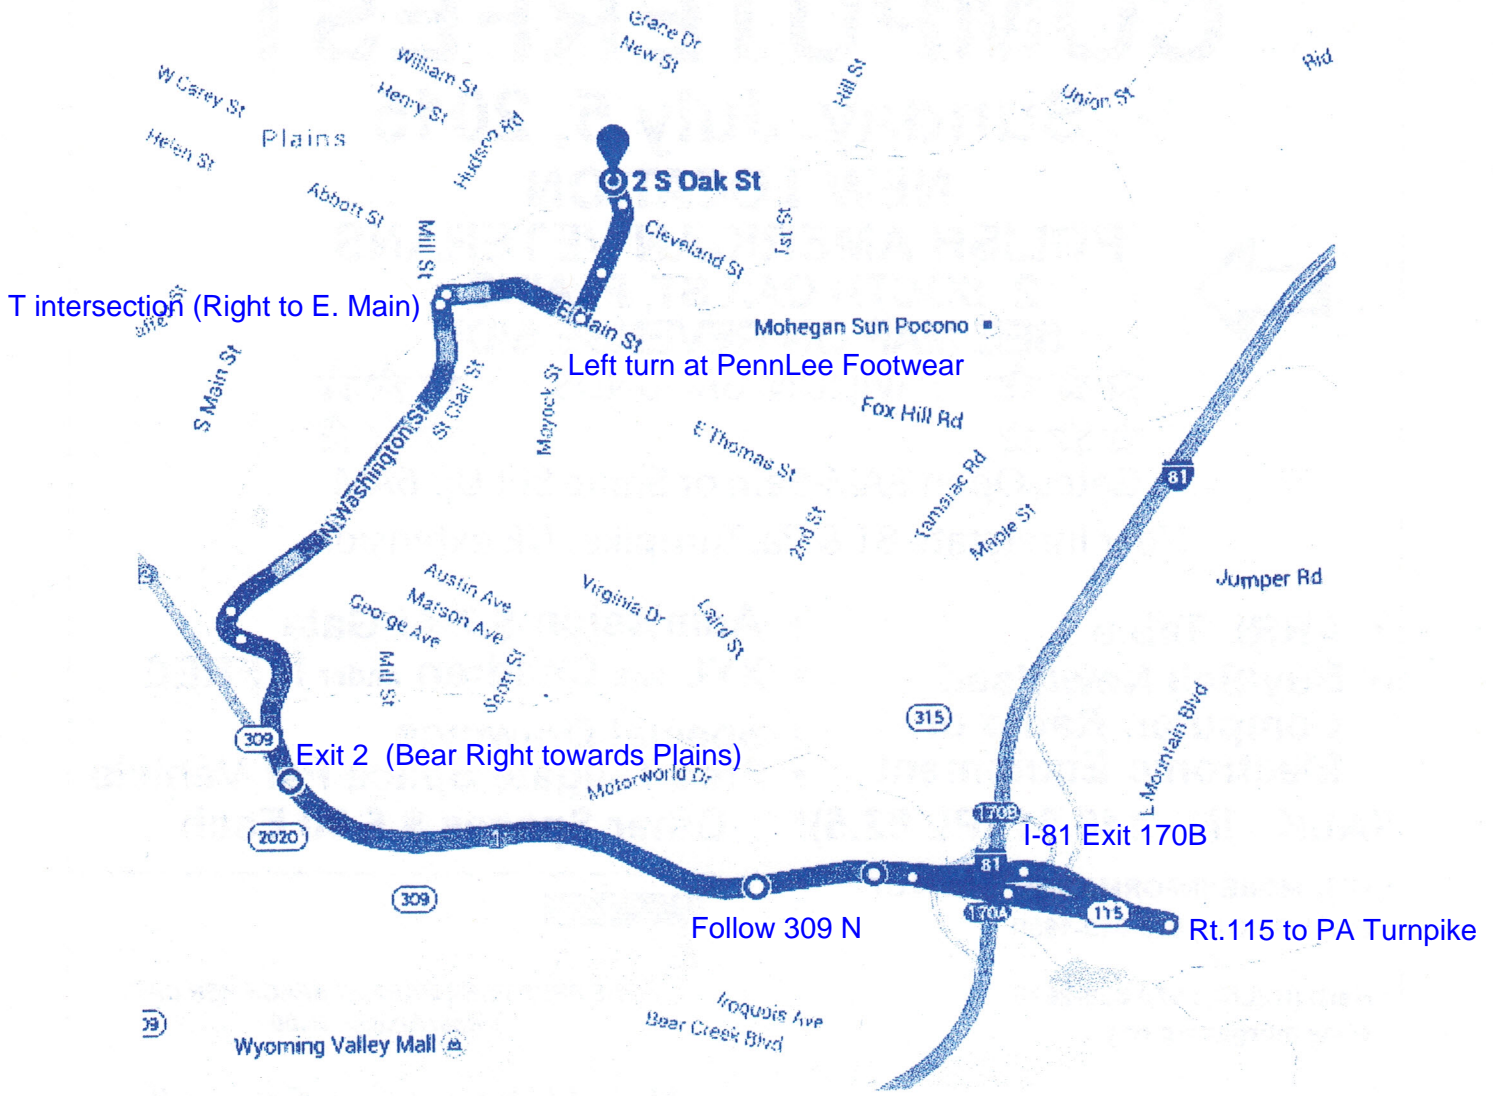 Grace Dr
New St
William St
Henry St
W Carey St
Hill St
Union St
Rid
Helen St
Plains
Hudson Rd
Abbott St
2 S Oak St
Mill St
Cleveland St
1st St
T intersection (Right to E. Main)
E Main St
Mohegan Sun Pocono
Left turn at PennLee Footwear
S Main St
St Clair St
Mayock St
Fox Hill Rd
E Thomas St
N Washington St
Tamarac Rd
Maple St
2nd St
81
Jumper Rd
Austin Ave
Marson Ave
George Ave
Virginia Dr
Laird St
Mill St
309
315
E Mountain Blvd
Exit 2 (Bear Right towards Plains)
Motorworld Dr
2020
1
170B
I-81 Exit 170B
81
309
170A
115
Follow 309 N
Rt.115 to PA Turnpike
Iroquois Ave
Bear Creek Blvd
Wyoming Valley Mall